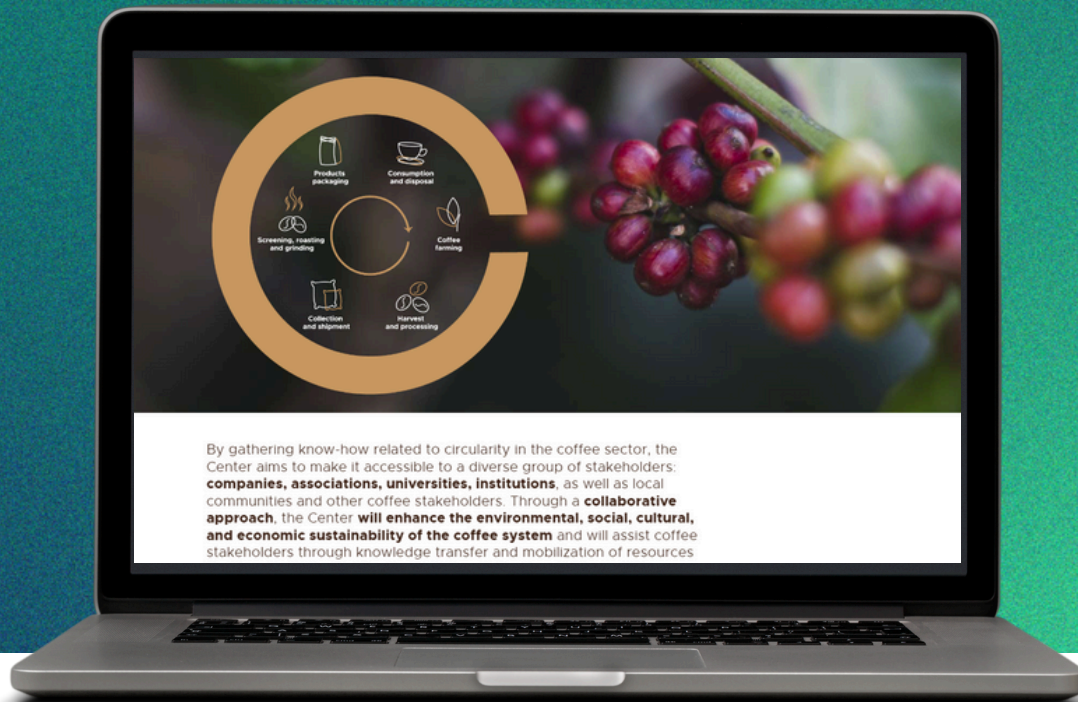 Products
packaging
Consumption
and disposal
Screening, roasting
and grinding
Coffee
farming
Collection
and shipment
Harvest
and processing
By gathering know-how related to circularity in the coffee sector, the
Center aims to make it accessible to a diverse group of stakeholders:
companies, associations, universities, institutions, as well as local
communities and other coffee stakeholders. Through a collaborative
approach, the Center will enhance the environmental, social, cultural,
and economic sustainability of the coffee system and will assist coffee
stakeholders through knowledge transfer and mobilization of resources